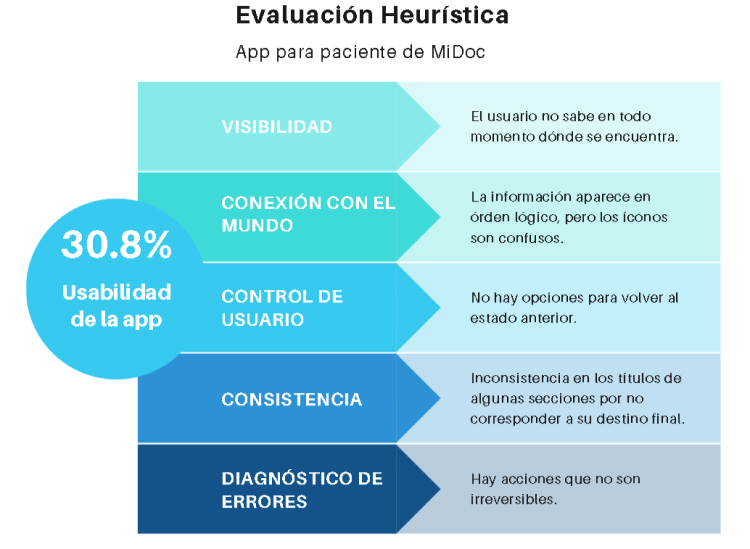 Evaluación Heurística
App para paciente de MiDoc
VISIBILIDAD
El usuario no sabe en todo
momento dónde se encuentra.
CONEXIÓN CON EL
MUNDO
La información aparece en
órden lógico, pero los íconos
son confusos.
30.8%
Usabilidad
de la app
CONTROL DE
USUARIO
No hay opciones para volver al
estado anterior.
CONSISTENCIA
Inconsistencia en los títulos de
algunas secciones por no
corresponder a su destino final.
DIAGNÓSTICO DE
ERRORES
Hay acciones que no son
irreversibles.